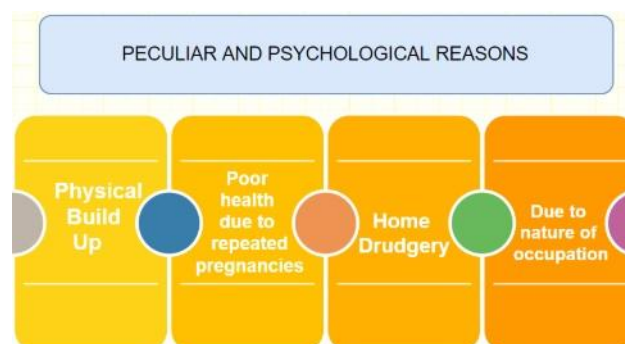 PECULIAR AND PSYCHOLOGICAL REASONS
Physical
Build
Up
Poor
health
due to
repeated
pregnancies
Home
Drudgery
Due to
nature of
occupation